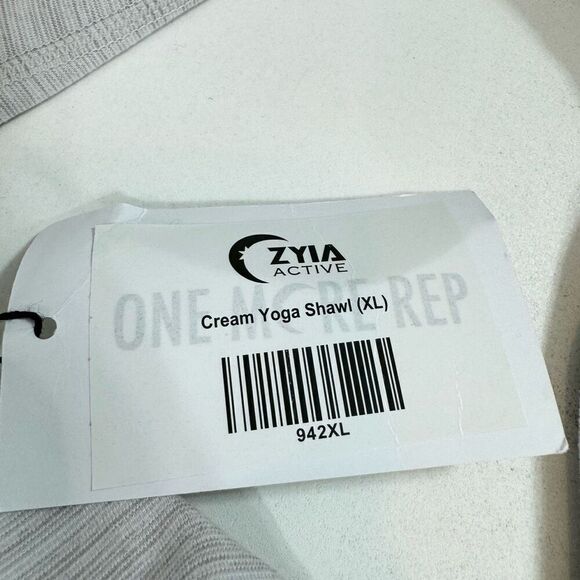 ZYIA
ACTIVE
ONE MORE REP
Cream Yoga Shawl (XL)
942XL